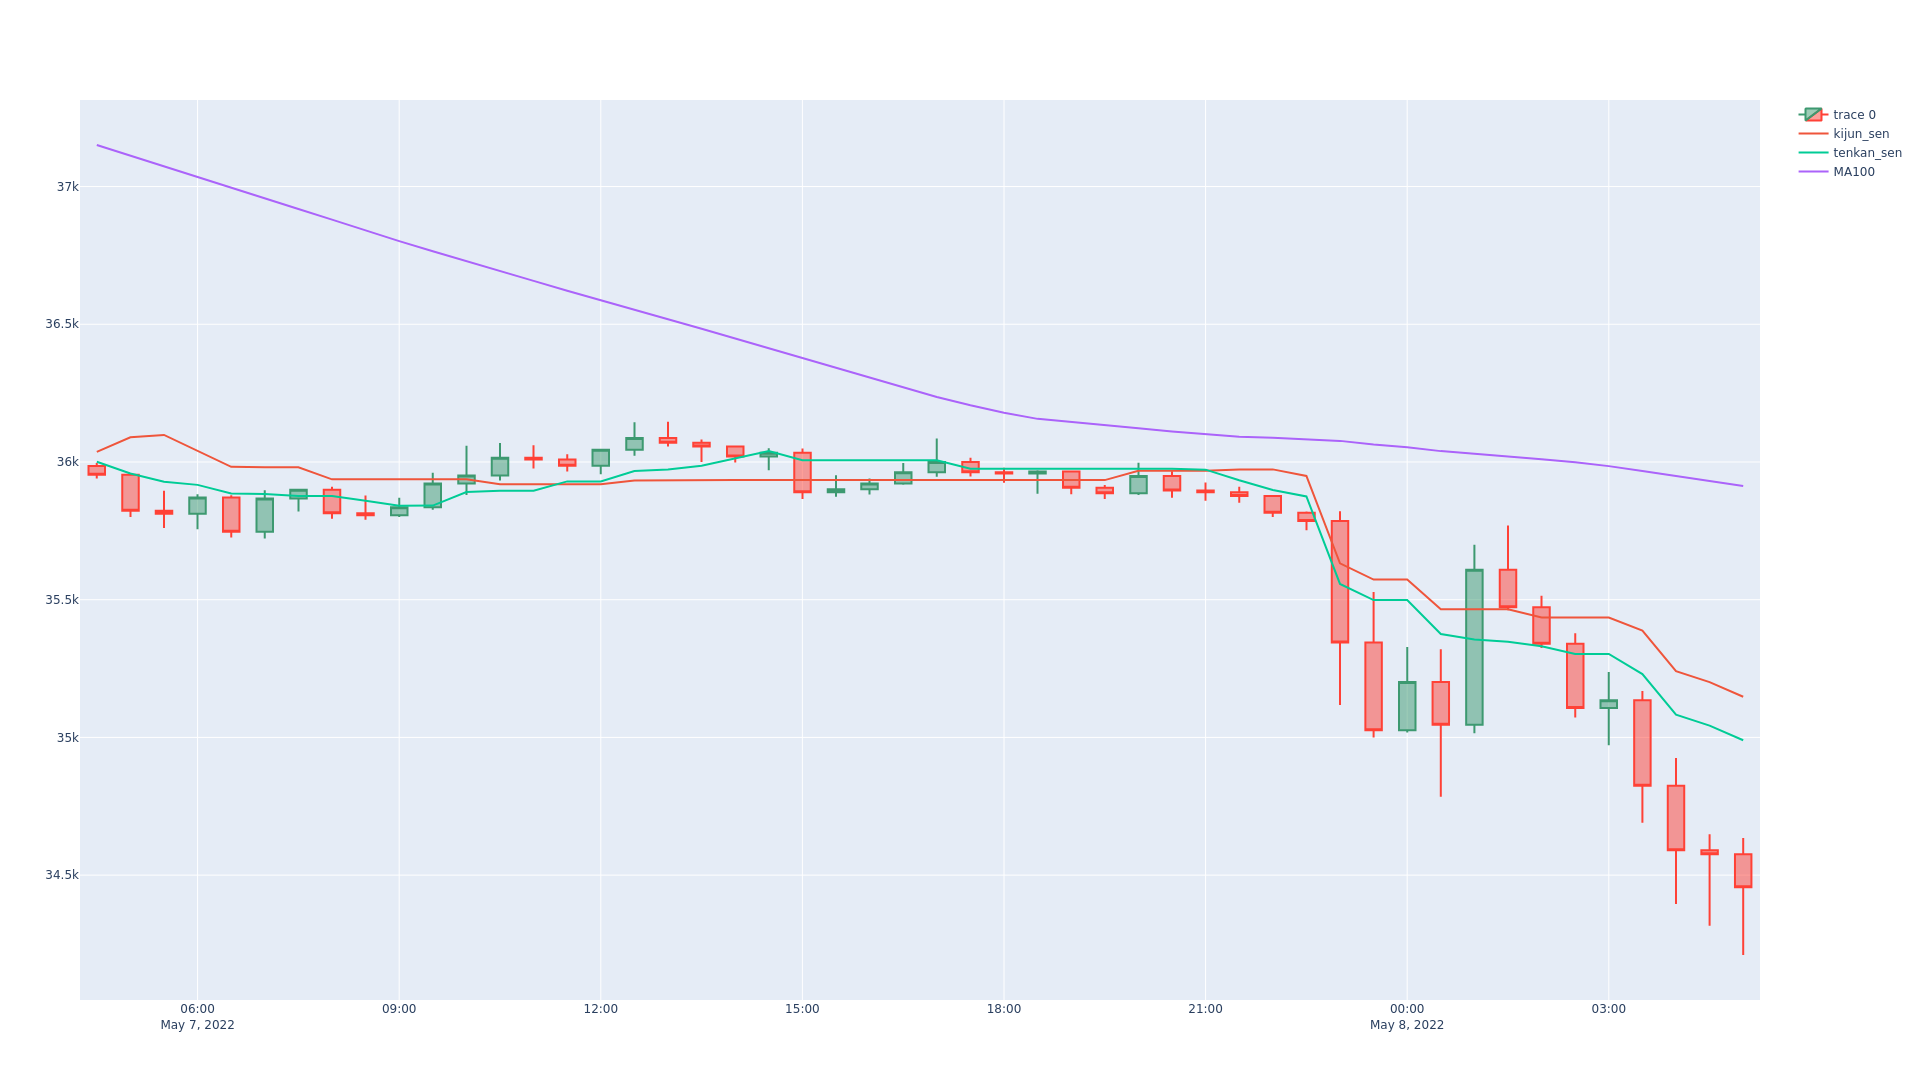 trace 0
kijun_sen
tenkan_sen
MA100
37k
36.5k
36k
35.5k
35k
34.5k
06:00 09:00 12:00 15:00 18:00 21:00 00:00 03:00
May 7, 2022 May 8, 2022